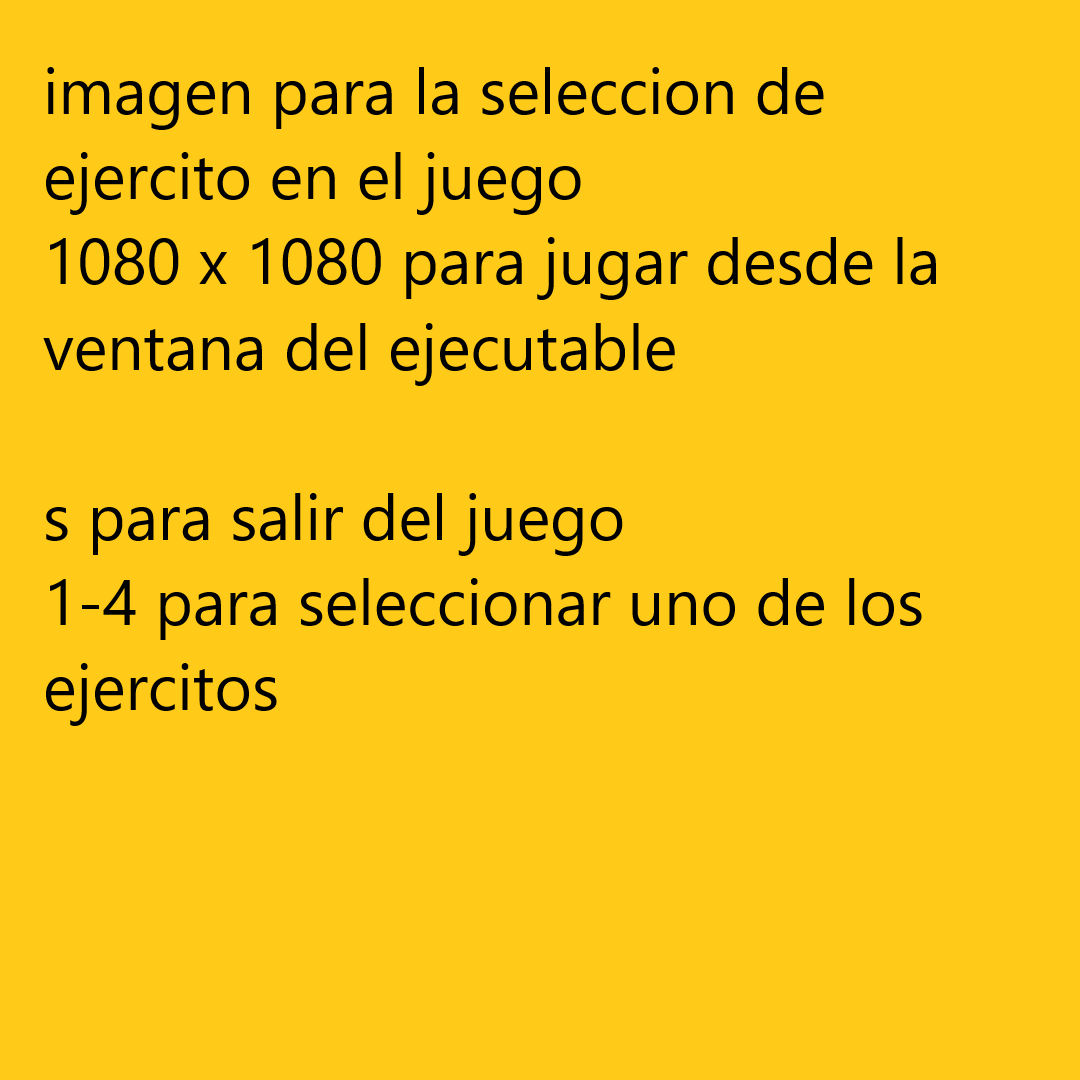 imagen para la seleccion de
ejercito en el juego
1080 x 1080 para jugar desde la
ventana del ejecutable
s para salir del juego
1-4 para seleccionar uno de los
ejercitos